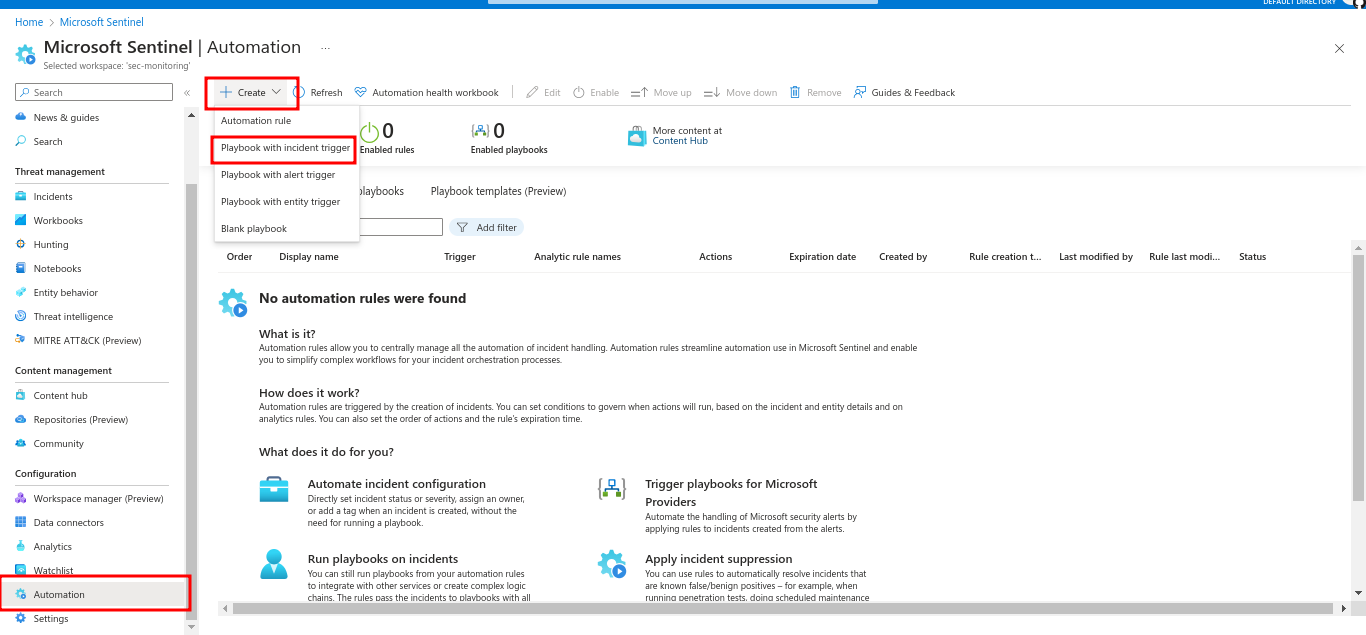 DEFAULT DIRECTORY
Home > Microsoft Sentinel
Microsoft Sentinel | Automation ...
Selected workspace: 'sec-monitoring'
Search
«
News & guides
Search
Threat management
Incidents
Workbooks
Hunting
Notebooks
Entity behavior
Threat intelligence
MITRE ATT&CK (Preview)
Content management
Content hub
Repositories (Preview)
Community
Configuration
Workspace manager (Preview)
Data connectors
Analytics
Watchlist
Automation
Settings
Create Refresh Automation health workbook Edit Enable Move up Move down Remove Guides & Feedback
Automation rule
Playbook with incident trigger
Playbook with alert trigger
Playbook with entity trigger
Blank playbook
0
Enabled rules
0
Enabled playbooks
More content at
Content Hub
playbooks Playbook templates (Preview)
Add filter
Order Display name Trigger Analytic rule names Actions Expiration date Created by Rule creation t... Last modified by Rule last modi... Status
No automation rules were found
What is it?
Automation rules allow you to centrally manage all the automation of incident handling. Automation rules streamline automation use in Microsoft Sentinel and enable
you to simplify complex workflows for your incident orchestration processes.
How does it work?
Automation rules are triggered by the creation of incidents. You can set conditions to govern when actions will run, based on the incident and entity details and on
analytics rules. You can also set the order of actions and the rule's expiration time.
What does it do for you?
Automate incident configuration
Directly set incident status or severity, assign an owner,
or add a tag when an incident is created, without the
need for running a playbook.
Trigger playbooks for Microsoft
Providers
Automate the handling of Microsoft security alerts by
applying rules to incidents created from the alerts.
Run playbooks on incidents
You can still run playbooks from your automation rules
to integrate with other services or create complex logic
chains. The rules pass the incidents to playbooks with all
Apply incident suppression
You can use rules to automatically resolve incidents that
are known false/benign positives – for example, when
running penetration tests, doing scheduled maintenance